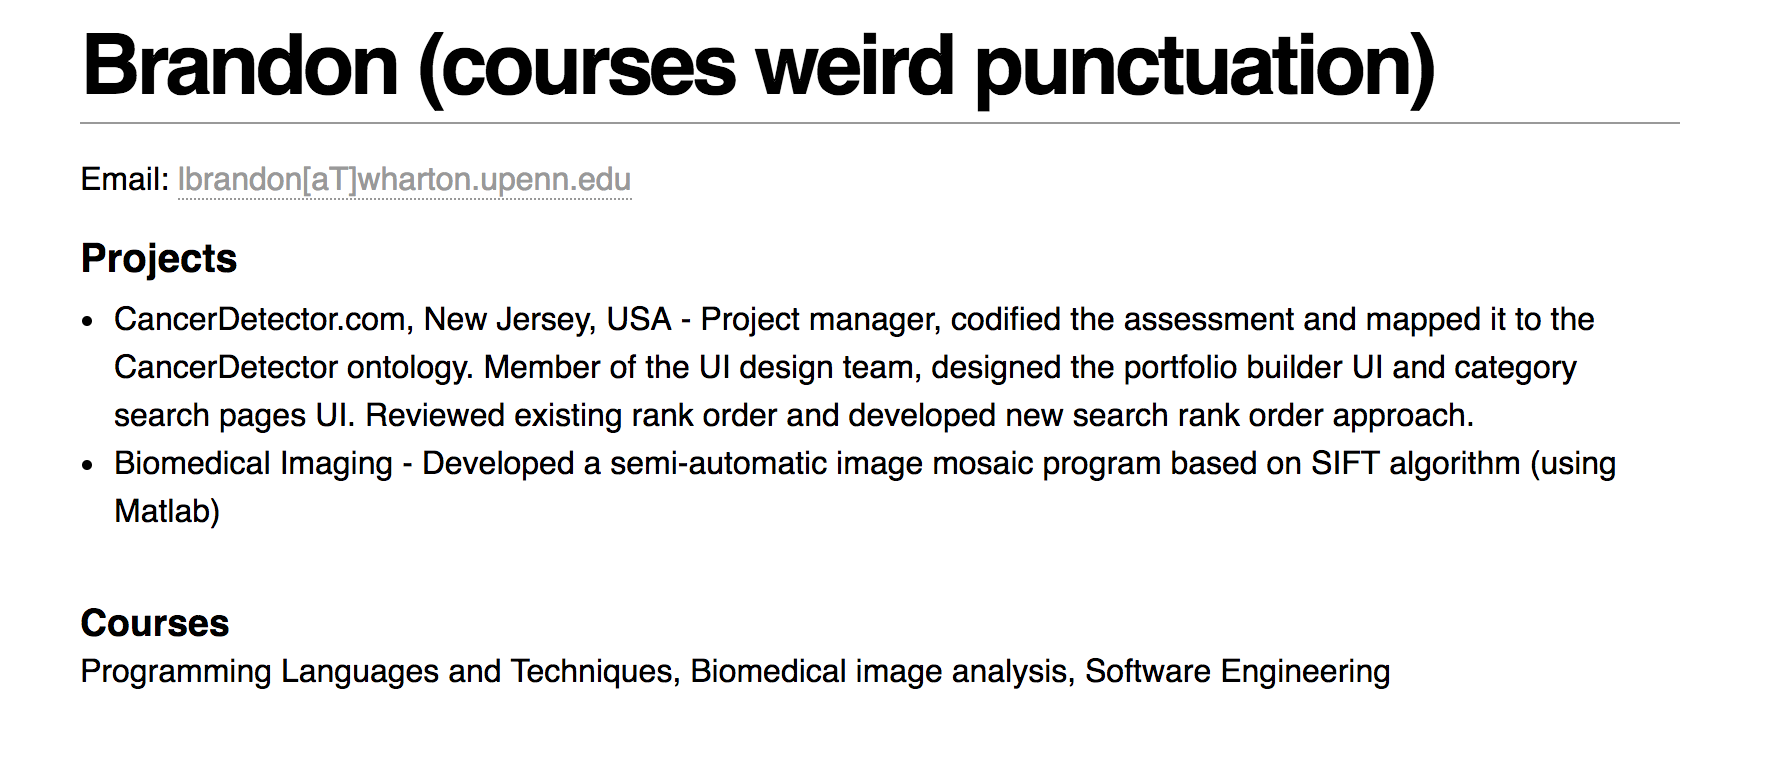 Brandon (courses weird punctuation)
Email: lbrandon[aT]wharton.upenn.edu
Projects
• CancerDetector.com, New Jersey, USA - Project manager, codified the assessment and mapped it to the
CancerDetector ontology. Member of the UI design team, designed the portfolio builder UI and category
search pages UI. Reviewed existing rank order and developed new search rank order approach.
• Biomedical Imaging - Developed a semi-automatic image mosaic program based on SIFT algorithm (using
Matlab)
Courses
Programming Languages and Techniques, Biomedical image analysis, Software Engineering